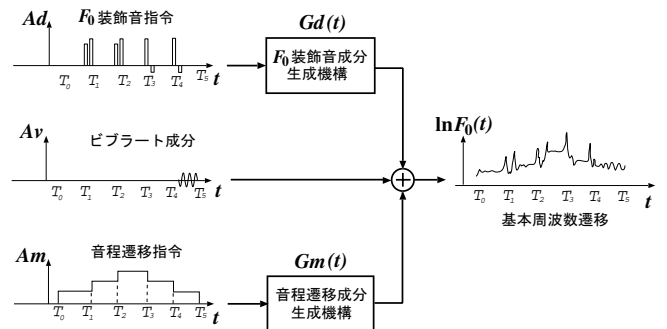 Ad
F0装飾音指令
T0 T1 T2 T3 T4 T5 t
Gd(t)
F0装飾音成分
生成機構
Av
ビブラート成分
T0 T1 T2 T3 T4 T5 t
lnF0(t)
T0 T1 T2 T3 T4 T5 t
基本周波数遷移
Am
音程遷移指令
T0 T1 T2 T3 T4 T5 t
Gm(t)
音程遷移成分
生成機構